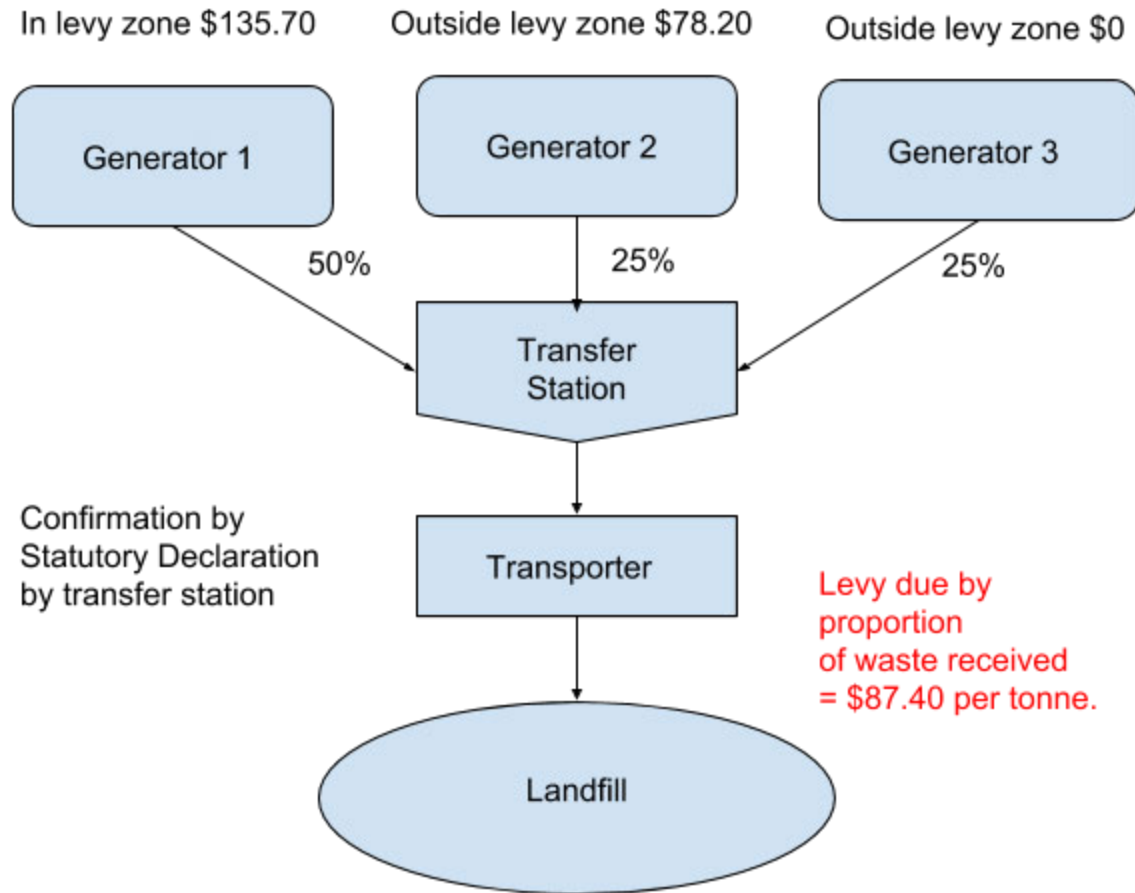 In levy zone $135.70
Outside levy zone $78.20
Outside levy zone $0
Generator 1
Generator 2
Generator 3
50%
25%
25%
Transfer
Station
Confirmation by
Statutory Declaration
by transfer station
Transporter
Levy due by
proportion
of waste received
= $87.40 per tonne.
Landfill